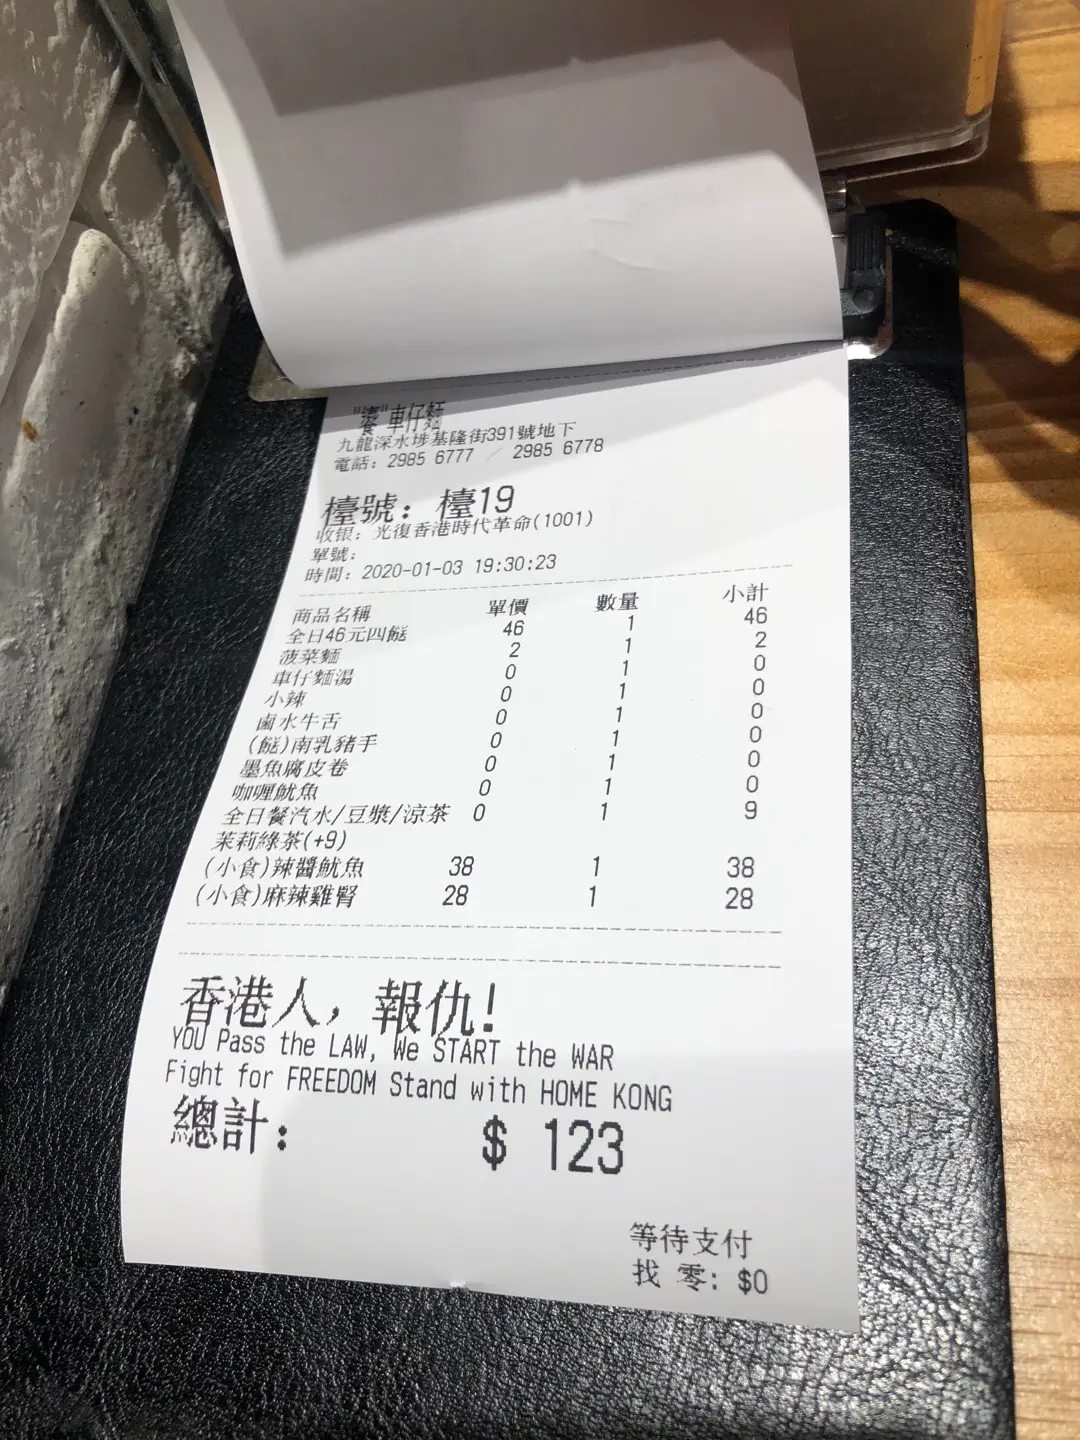 "饗"車仔麵
九龍深水埗基隆街391號地下
電話: 2985 6777 / 2985 6778
檯號: 檯19
收银: 光復香港時代革命(1001)
單號:
時間: 2020-01-03 19:30:23
商品名稱 單價 數量 小計
全日46元四餸 46 1 46
菠菜麵 2 1 2
車仔麵湯 0 1 0
小辣 0 1 0
鹵水牛舌 0 1 0
(餸)南乳豬手 0 1 0
墨魚腐皮卷 0 1 0
咖喱魷魚 0 1 0
全日餐汽水/豆漿/涼茶 0 1 9
茉莉綠茶(+9)
(小食)辣醬魷魚 38 1 38
(小食)麻辣雞腎 28 1 28
香港人, 報仇!
YOU Pass the LAW, We START the WAR
Fight for FREEDOM Stand with HOME KONG
總計: $ 123
等待支付
找 零: $0